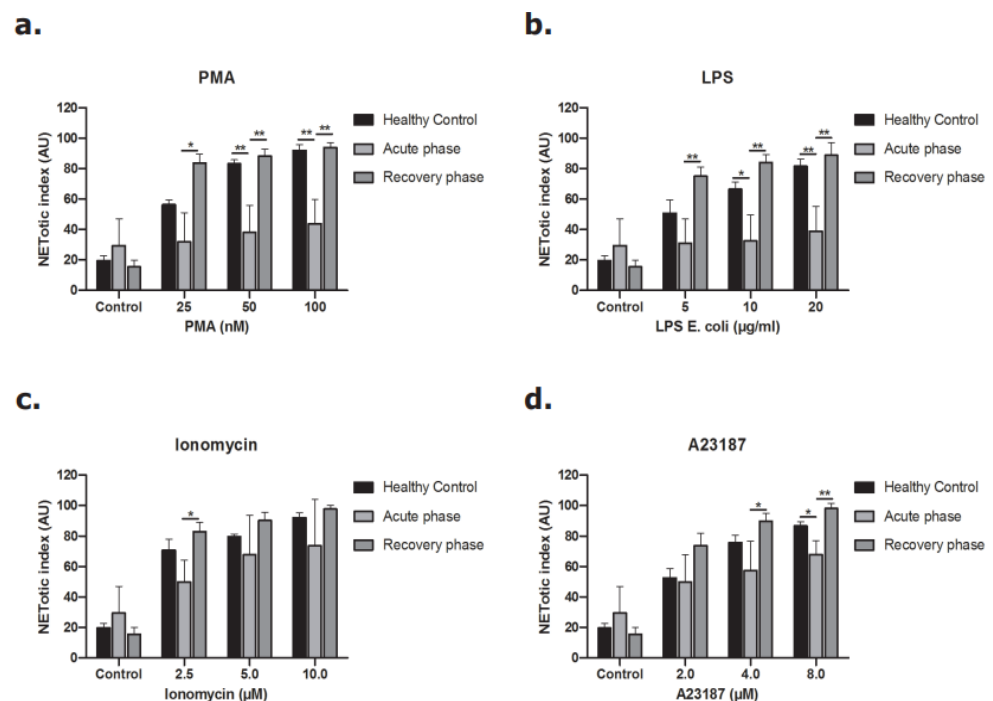 a.
PMA
NETotic index (AU)
120
100
80
60
40
20
0
* ** ** ** **
Control 25 50 100
PMA (nM)
Healthy Control
Acute phase
Recovery phase
b.
LPS
NETotic index (AU)
120
100
80
60
40
20
0
** * ** ** **
Control 5 10 20
LPS E. coli (µg/ml)
Healthy Control
Acute phase
Recovery phase
c.
Ionomycin
NETotic index (AU)
120
100
80
60
40
20
0
*
Control 2.5 5.0 10.0
Ionomycin (µM)
Healthy Control
Acute phase
Recovery phase
d.
A23187
NETotic index (AU)
120
100
80
60
40
20
0
* * **
Control 2.0 4.0 8.0
A23187 (µM)
Healthy Control
Acute phase
Recovery phase